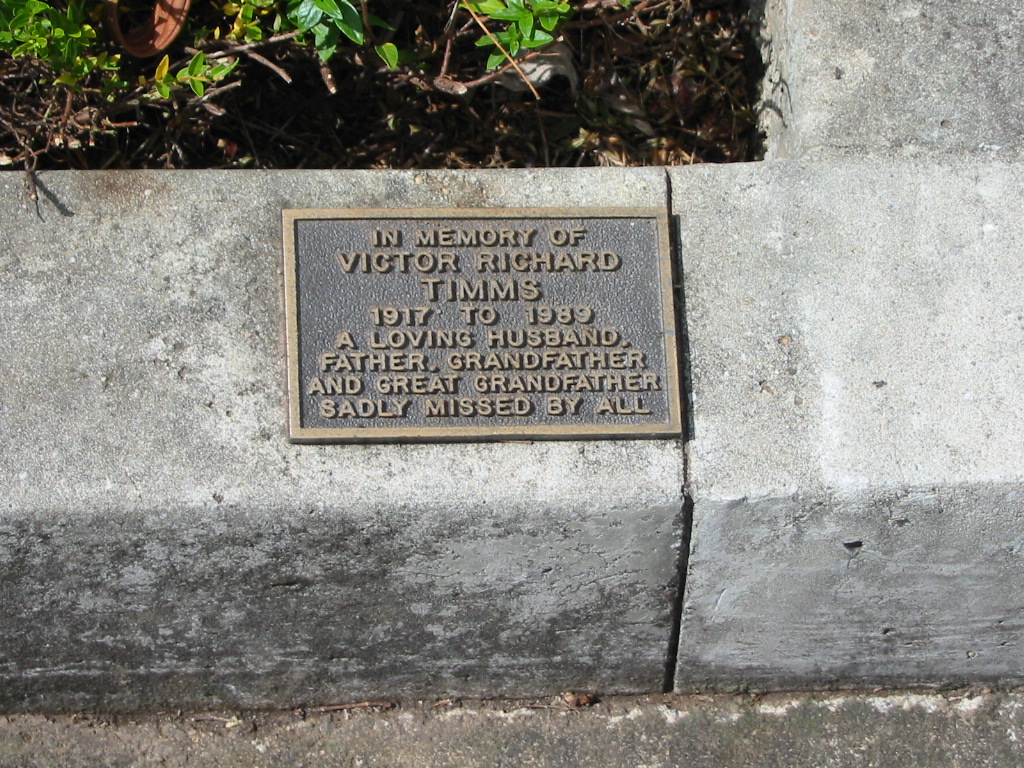 IN MEMORY OF
VICTOR RICHARD
TIMMS
1917 TO 1989
A LOVING HUSBAND,
FATHER, GRANDFATHER
AND GREAT GRANDFATHER
SADLY MISSED BY ALL